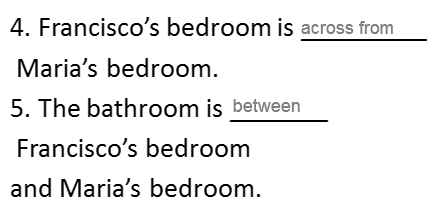 4. Francisco’s bedroom is across from
Maria’s bedroom.
5. The bathroom is between
Francisco’s bedroom
and Maria’s bedroom.